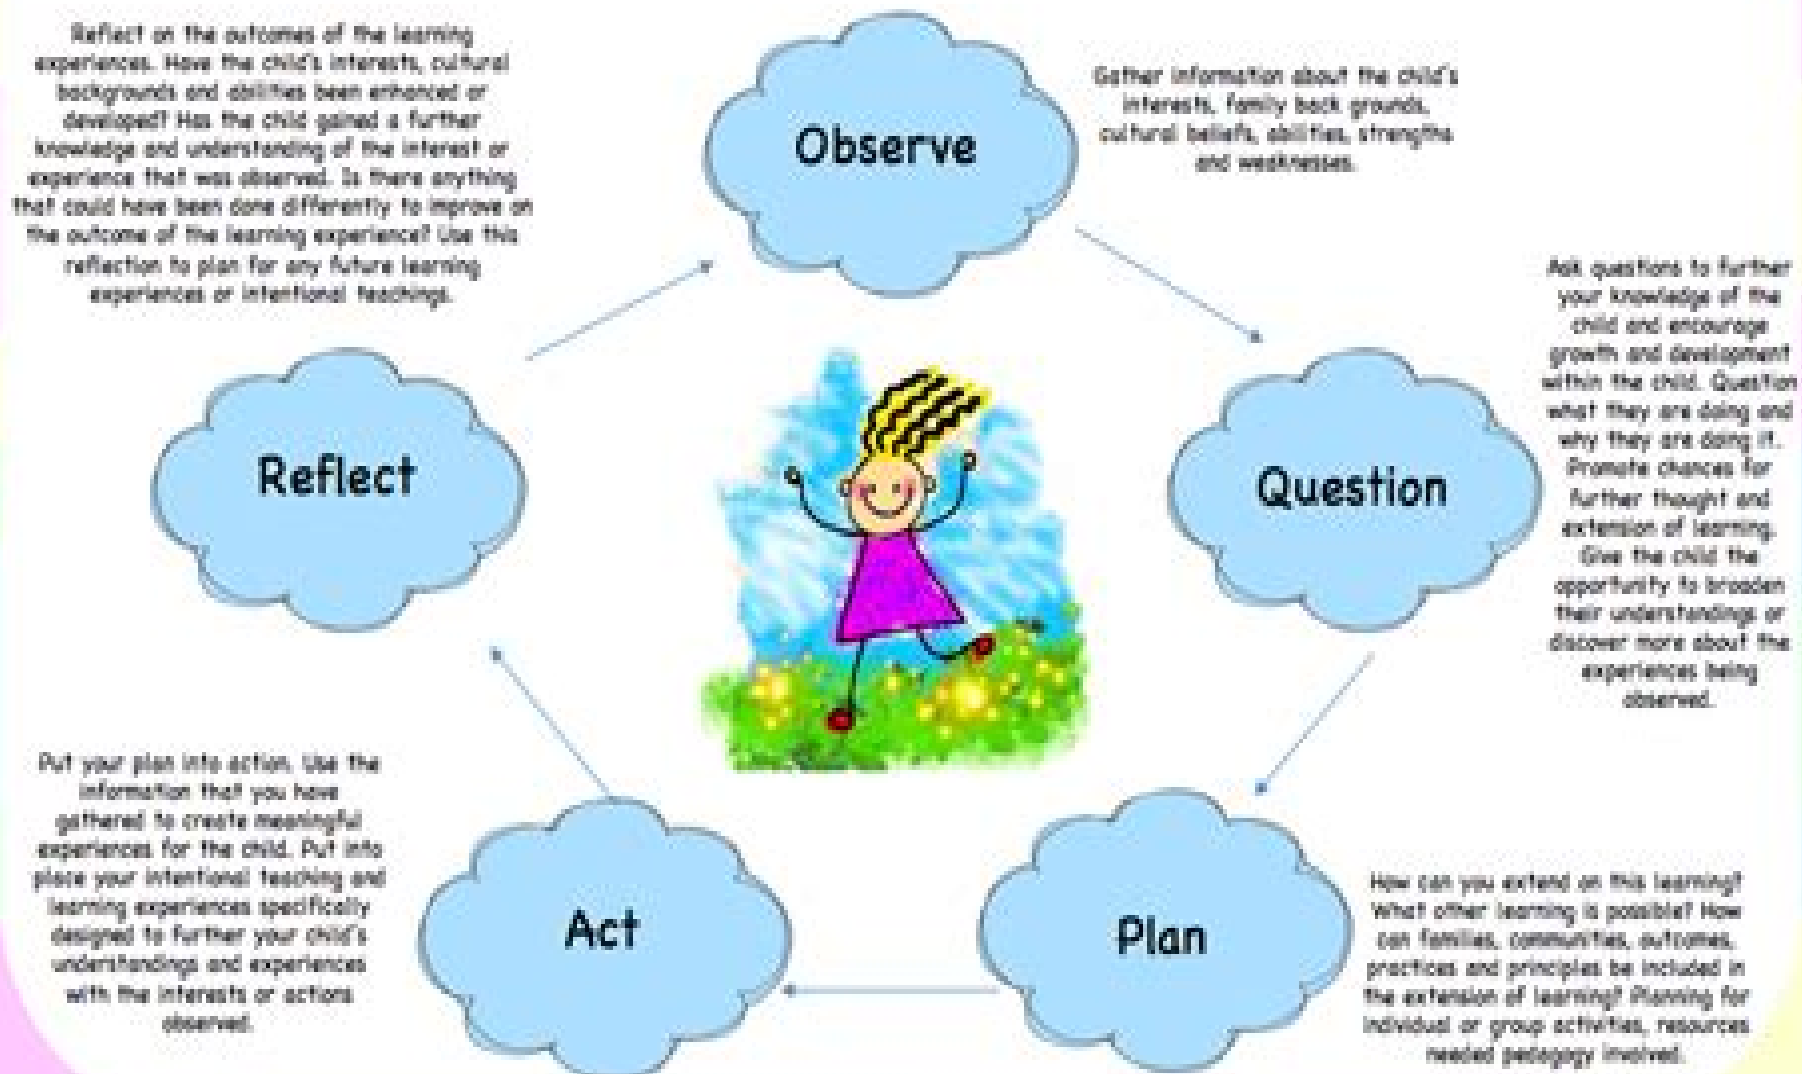 Observe
Gather information about the child's
interests, family back grounds,
cultural beliefs, abilities, strengths
and weaknesses.
Question
Ask questions to further
your knowledge of the
child and encourage
growth and development
within the child. Question
what they are doing and
why they are doing it.
Promote chances for
further thought and
extension of learning.
Give the child the
opportunity to broaden
their understandings or
discover more about the
experiences being
observed.
Plan
How can you extend on this learning?
What other learning is possible? How
can families, communities, outcomes,
practices and principles be included in
the extension of learning? Planning for
individual or group activities, resources
needed pedagogy involved.
Act
Put your plan into action. Use the
information that you have
gathered to create meaningful
experiences for the child. Put into
place your intentional teaching and
learning experiences specifically
designed to further your child's
understandings and experiences
with the interests or actions
observed.
Reflect
Reflect on the outcomes of the learning
experiences. Have the child's interests, cultural
backgrounds and abilities been enhanced or
developed? Has the child gained a further
knowledge and understanding of the interest or
experience that was observed. Is there anything
that could have been done differently to improve on
the outcome of the learning experience? Use this
reflection to plan for any future learning
experiences or intentional teachings.